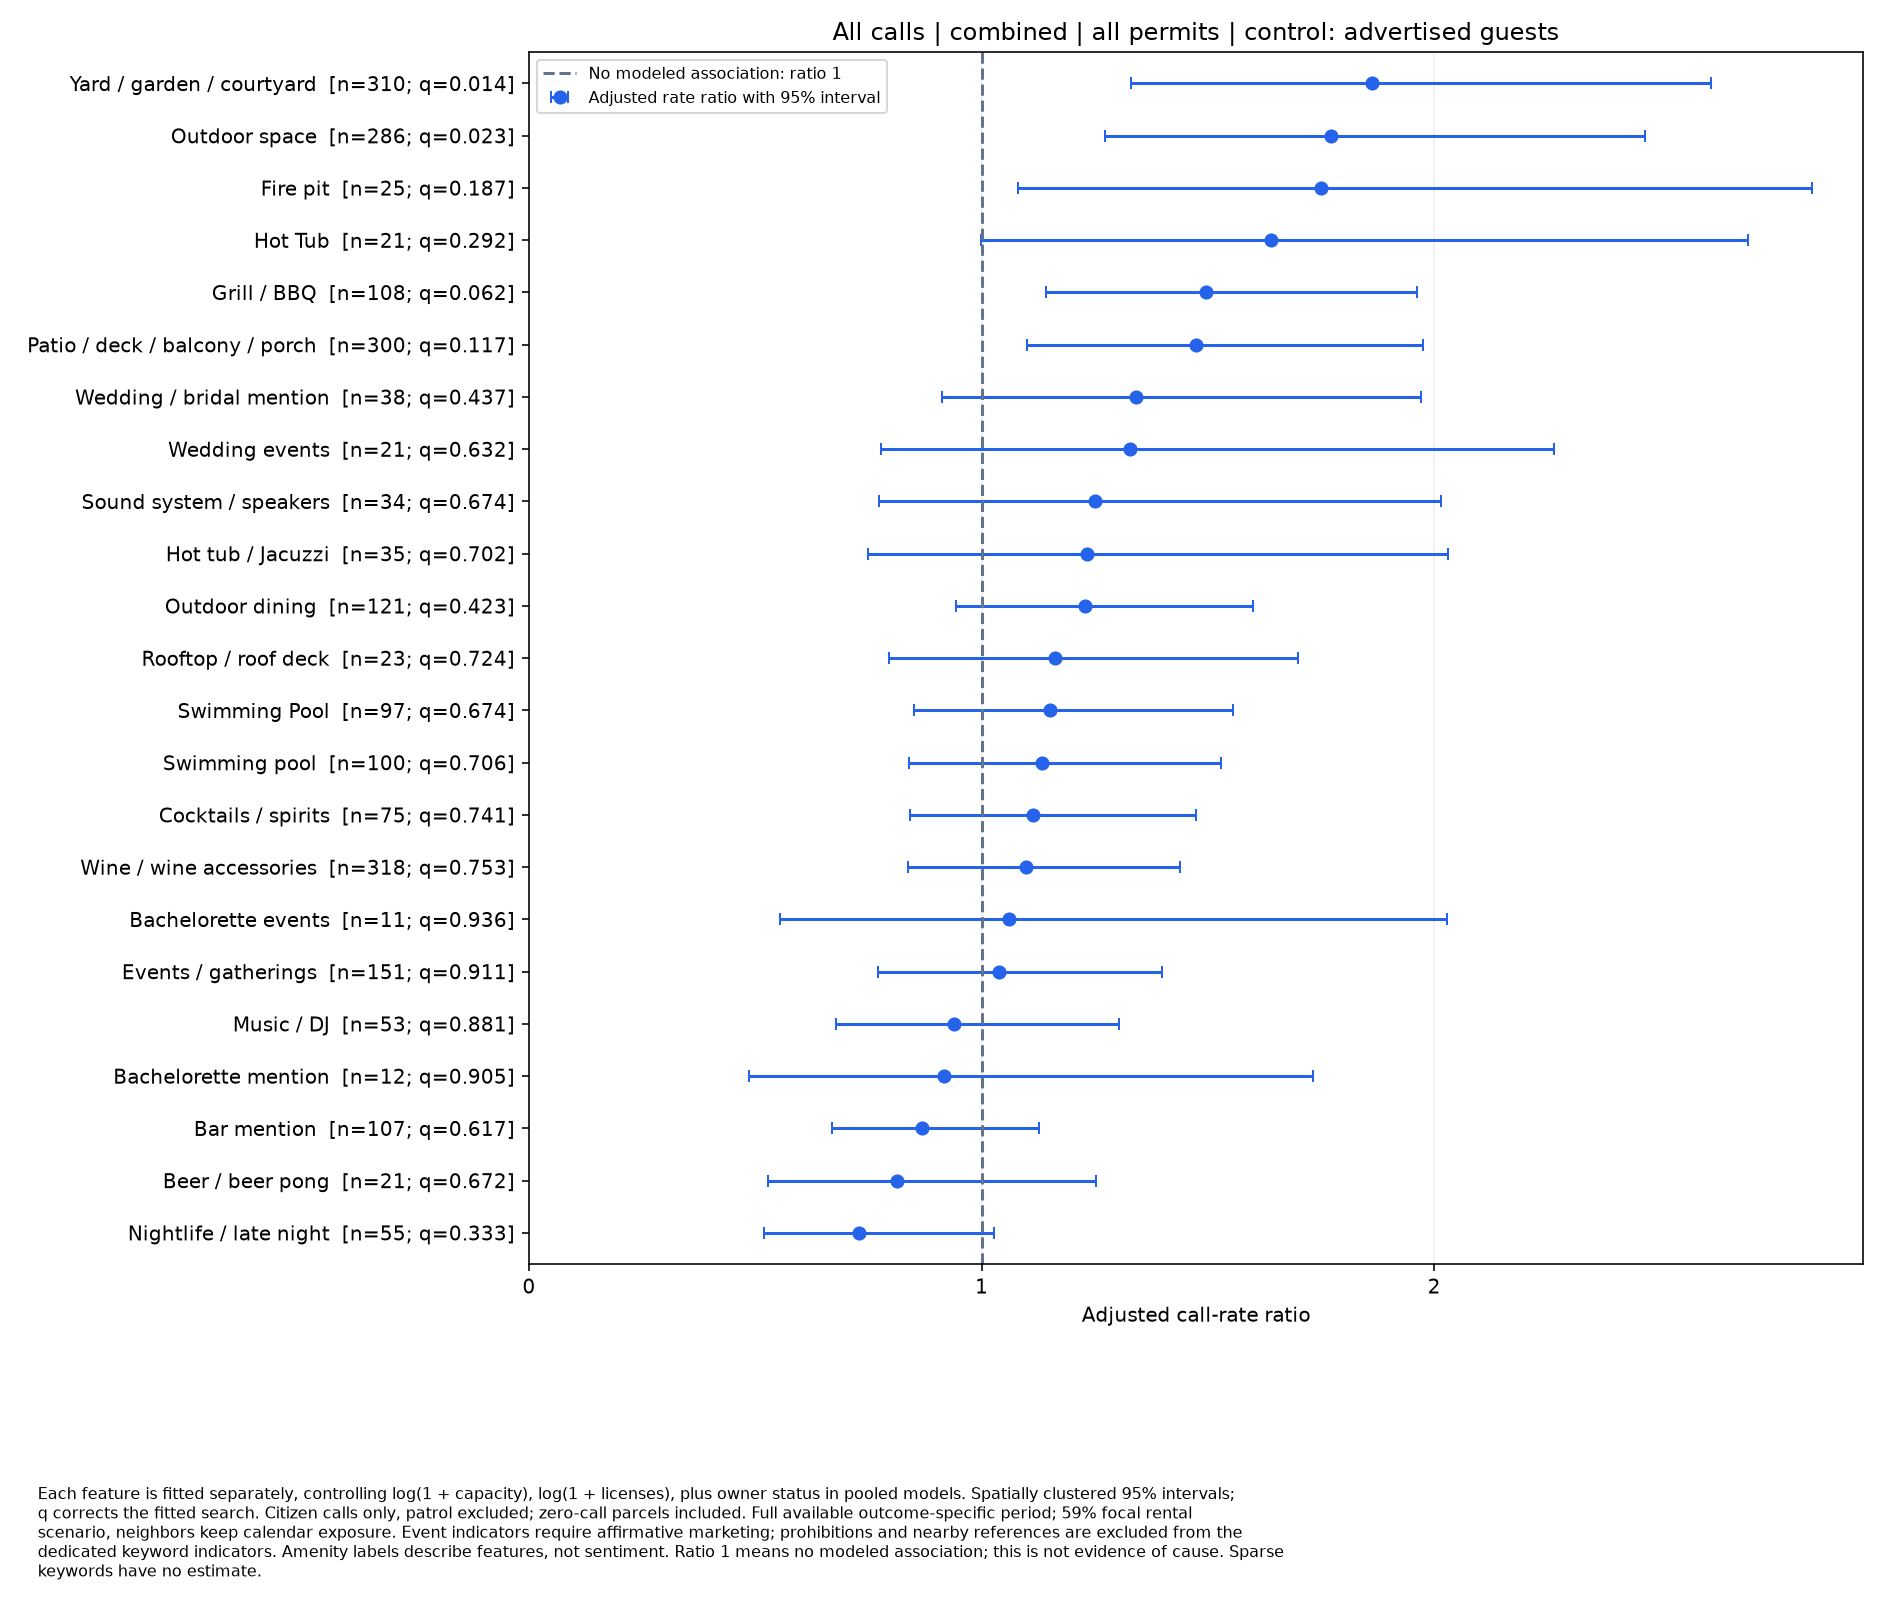 All calls | combined | all permits | control: advertised guests
No modeled association: ratio 1
Adjusted rate ratio with 95% interval
Yard / garden / courtyard [n=310; q=0.014]
Outdoor space [n=286; q=0.023]
Fire pit [n=25; q=0.187]
Hot Tub [n=21; q=0.292]
Grill / BBQ [n=108; q=0.062]
Patio / deck / balcony / porch [n=300; q=0.117]
Wedding / bridal mention [n=38; q=0.437]
Wedding events [n=21; q=0.632]
Sound system / speakers [n=34; q=0.674]
Hot tub / Jacuzzi [n=35; q=0.702]
Outdoor dining [n=121; q=0.423]
Rooftop / roof deck [n=23; q=0.724]
Swimming Pool [n=97; q=0.674]
Swimming pool [n=100; q=0.706]
Cocktails / spirits [n=75; q=0.741]
Wine / wine accessories [n=318; q=0.753]
Bachelorette events [n=11; q=0.936]
Events / gatherings [n=151; q=0.911]
Music / DJ [n=53; q=0.881]
Bachelorette mention [n=12; q=0.905]
Bar mention [n=107; q=0.617]
Beer / beer pong [n=21; q=0.672]
Nightlife / late night [n=55; q=0.333]
0 1 2
Adjusted call-rate ratio
Each feature is fitted separately, controlling log(1 + capacity), log(1 + licenses), plus owner status in pooled models. Spatially clustered 95% intervals;
q corrects the fitted search. Citizen calls only, patrol excluded; zero-call parcels included. Full available outcome-specific period; 59% focal rental
scenario, neighbors keep calendar exposure. Event indicators require affirmative marketing; prohibitions and nearby references are excluded from the
dedicated keyword indicators. Amenity labels describe features, not sentiment. Ratio 1 means no modeled association; this is not evidence of cause. Sparse
keywords have no estimate.